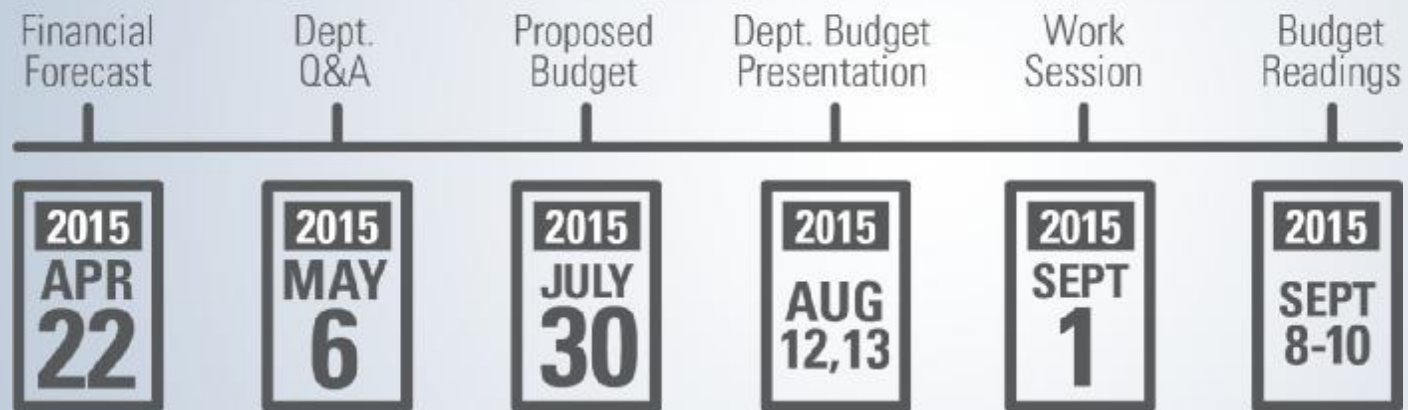 Financial
Forecast
Dept.
Q&A
Proposed
Budget
Dept. Budget
Presentation
Work
Session
Budget
Readings
2015
APR
22
2015
MAY
6
2015
JULY
30
2015
AUG
12,13
2015
SEPT
1
2015
SEPT
8-10